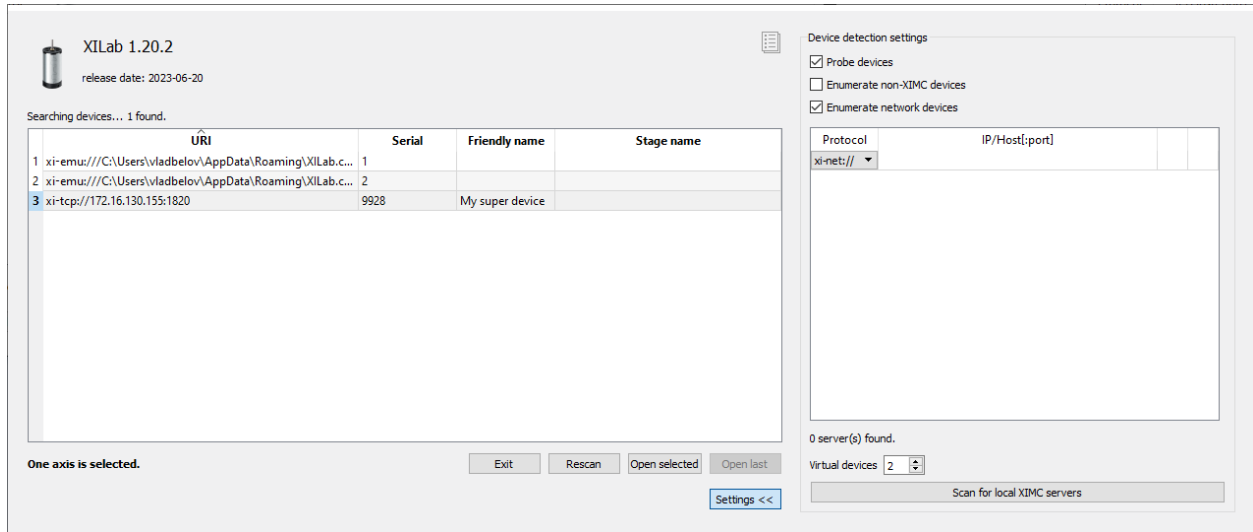 XILab 1.20.2
release date: 2023-06-20
Searching devices... 1 found.
URI Serial Friendly name Stage name
1 xi-emu:///C:\Users\vladbelov\AppData\Roaming\XILab.c... 1
2 xi-emu:///C:\Users\vladbelov\AppData\Roaming\XILab.c... 2
3 xi-tcp://172.16.130.155:1820 9928 My super device
One axis is selected.
Exit Rescan Open selected Open last
Settings <<
Device detection settings
Probe devices
Enumerate non-XIMC devices
Enumerate network devices
Protocol IP/Host[:port]
xi-net://
0 server(s) found.
Virtual devices 2
Scan for local XIMC servers